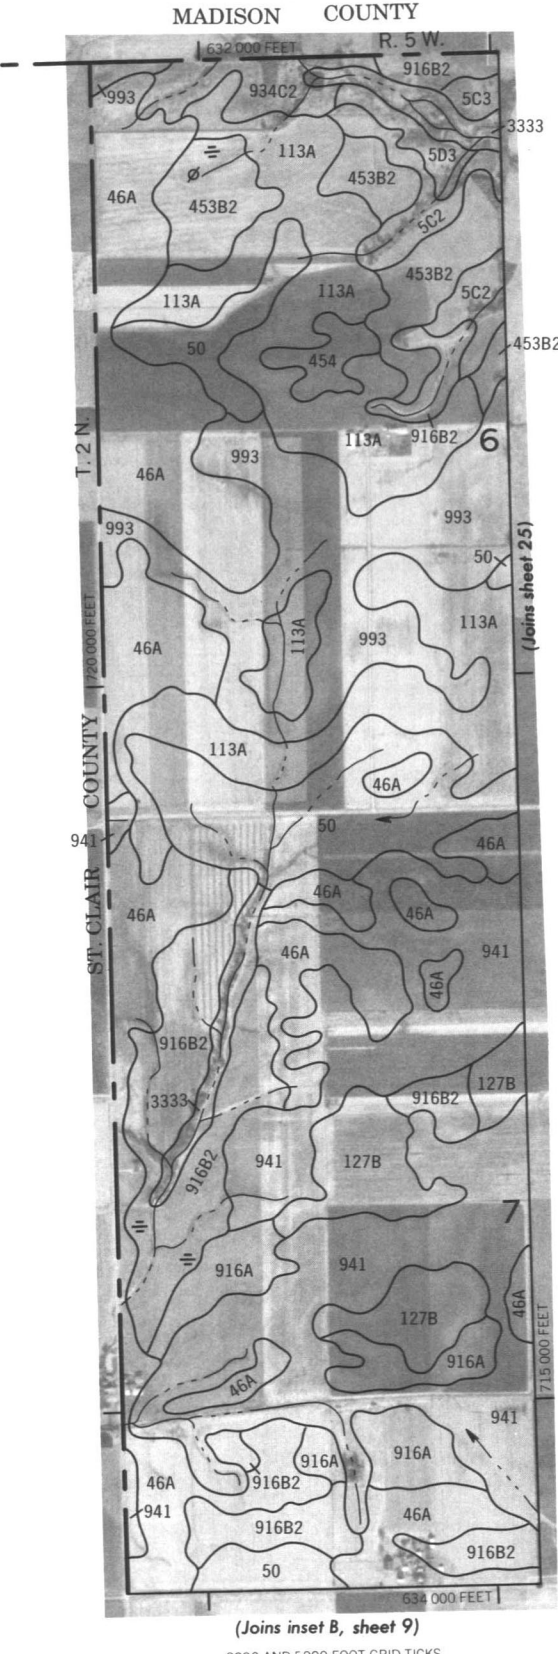 MADISON COUNTY
632 000 FEET
R. 5 W.
916B2
993
934C2
5C3
3333
113A
5D3
46A
453B2
453B2
5C2
453B2
113A
113A
5C2
50
454
453B2
T. 2 N.
113A
916B2
6
46A
993
993
993
50
(Joins sheet 25)
720 000 FEET
46A
113A
993
113A
113A
46A
ST. CLAIR COUNTY
50
941
46A
46A
46A
46A
46A
941
46A
916B2
127B
916B2
3333
916B2
941
127B
7
916A
941
46A
127B
916A
715 000 FEET
46A
941
46A
916B2
916A
916A
941
46A
916B2
916B2
50
634 000 FEET
(Joins inset B, sheet 9)